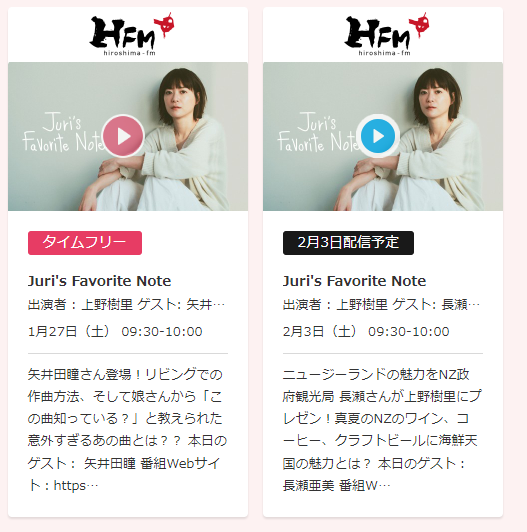 HFM
hiroshima-fm
Juri's
Favorite Note
タイムフリー
Juri's Favorite Note
出演者：上野樹里 ゲスト: 矢井…
1月27日（土） 09:30-10:00
矢井田瞳さん登場！リビングでの
作曲方法、そして娘さんから「こ
の曲知っている？」と教えられた
意外すぎるあの曲とは？？ 本日の
ゲスト： 矢井田瞳 番組Webサイ
ト：https…
HFM
hiroshima-fm
Juri's
Favorite Note
2月3日配信予定
Juri's Favorite Note
出演者：上野樹里 ゲスト: 長瀬…
2月3日（土） 09:30-10:00
ニュージーランドの魅力をNZ政
府観光局 長瀬さんが上野樹里にプ
レゼン！真夏のNZのワイン、コ
ーヒー、クラフトビールに海鮮天
国の魅力とは？ 本日のゲスト：
長瀬亜美 番組W…